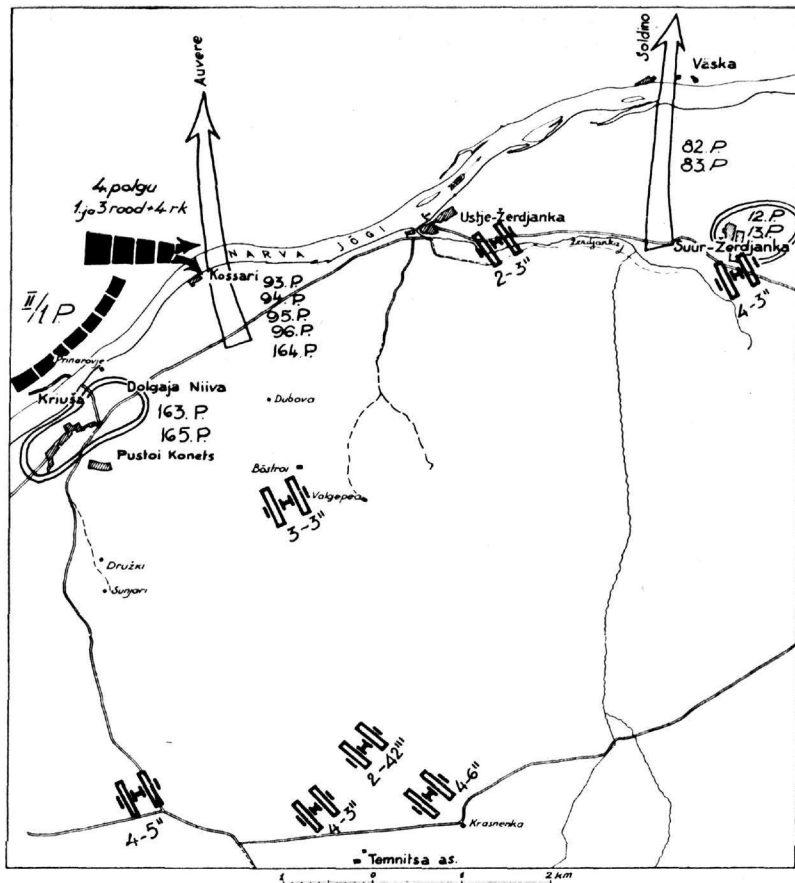 Auvere
Soldino
Väska
82. P.
83. P.
4. polgu
1. ja 3 rood + 4. rk
Ustje-Žerdjanka
Žerdjanka j
12. P.
13. P.
Suur-Žerdjanka
NARVA JÕGI
2-3"
4-3"
Kossari
93. P.
94. P.
95. P.
96. P.
164. P.
II/1 P.
Prinarovje
Kriuša
Dolgaja Niiva
163. P.
165. P.
Dubova
Pustoi Konets
Bõstroi
Valgepea
3-3"
Družki
Sunjari
2-42'''
4-6"
4-5"
4-3"
Krasnenka
Temnitsa as.
1 0 1 2 km